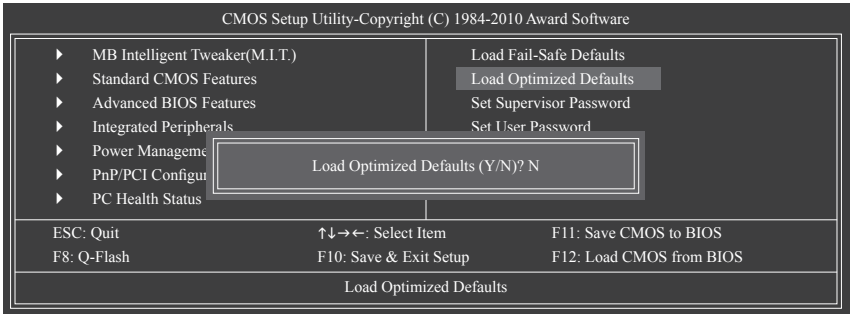 CMOS Setup Utility-Copyright (C) 1984-2010 Award Software
MB Intelligent Tweaker(M.I.T.)
Standard CMOS Features
Advanced BIOS Features
Integrated Peripherals
Power Manageme
PnP/PCI Configur
PC Health Status
Load Fail-Safe Defaults
Load Optimized Defaults
Set Supervisor Password
Set User Password
Load Optimized Defaults (Y/N)? N
ESC: Quit ↑↓→←: Select Item F11: Save CMOS to BIOS
F8: Q-Flash F10: Save & Exit Setup F12: Load CMOS from BIOS
Load Optimized Defaults